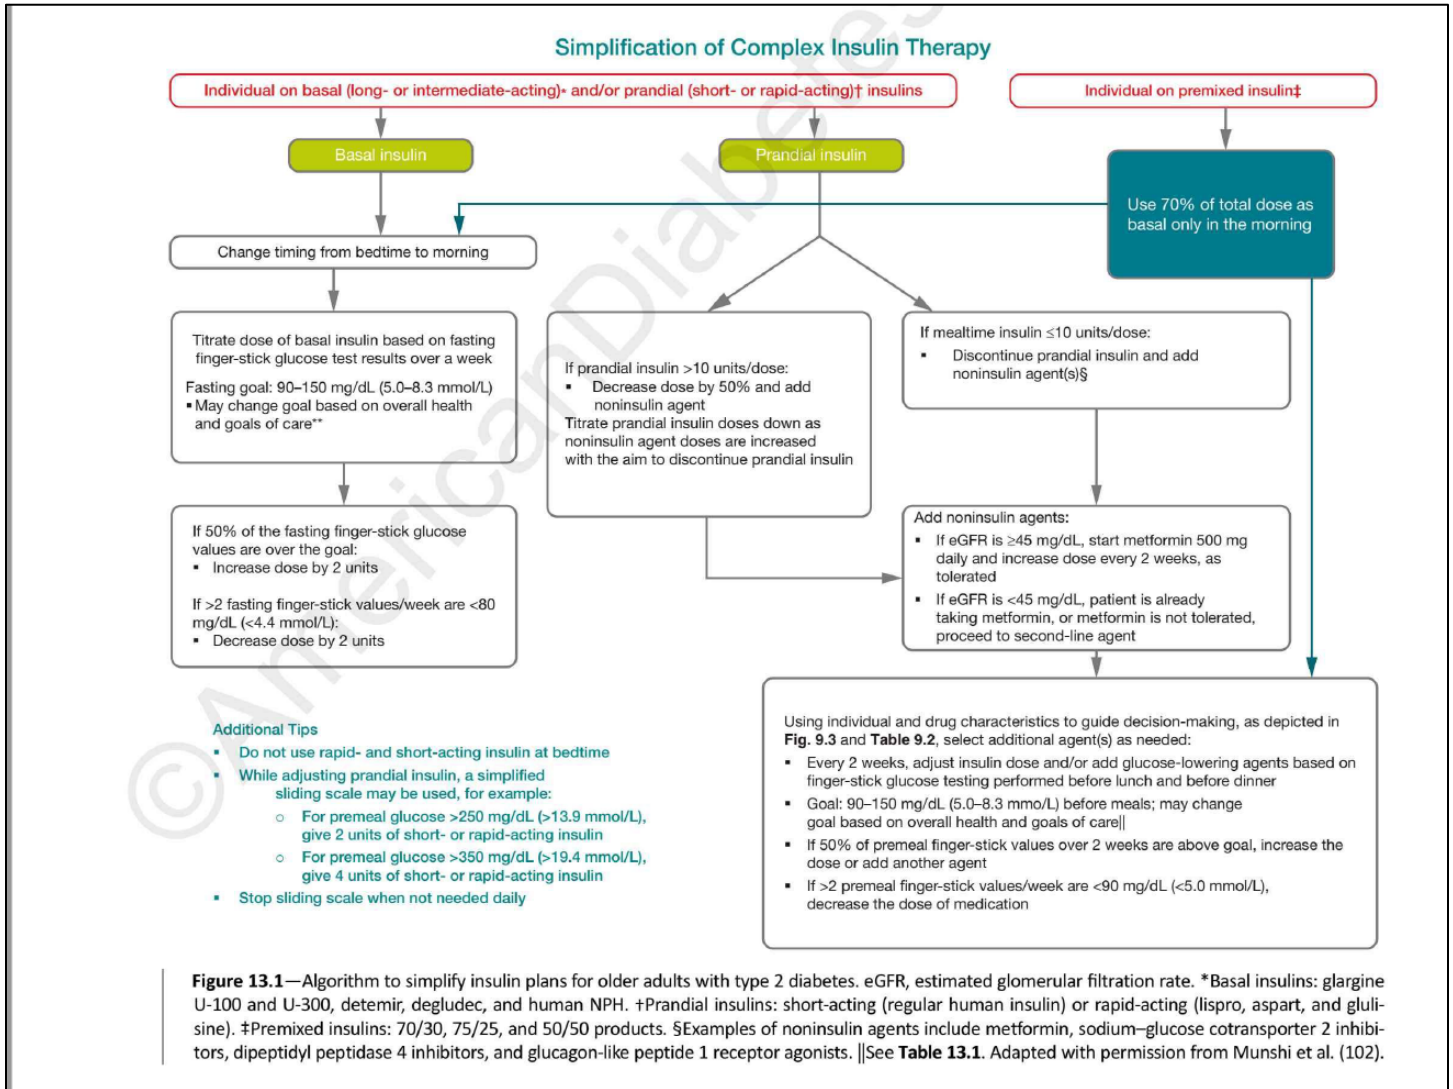 Simplification of Complex Insulin Therapy
Individual on basal (long- or intermediate-acting)* and/or prandial (short- or rapid-acting)† insulins
Individual on premixed insulin‡
Basal insulin
Prandial insulin
Use 70% of total dose as
basal only in the morning
Change timing from bedtime to morning
Titrate dose of basal insulin based on fasting
finger-stick glucose test results over a week
Fasting goal: 90–150 mg/dL (5.0–8.3 mmol/L)
▪ May change goal based on overall health
and goals of care**
If 50% of the fasting finger-stick glucose
values are over the goal:
▪ Increase dose by 2 units
If >2 fasting finger-stick values/week are <80
mg/dL (<4.4 mmol/L):
▪ Decrease dose by 2 units
If prandial insulin >10 units/dose:
▪ Decrease dose by 50% and add
noninsulin agent
Titrate prandial insulin doses down as
noninsulin agent doses are increased
with the aim to discontinue prandial insulin
If mealtime insulin ≤10 units/dose:
▪ Discontinue prandial insulin and add
noninsulin agent(s)§
Add noninsulin agents:
▪ If eGFR is ≥45 mg/dL, start metformin 500 mg
daily and increase dose every 2 weeks, as
tolerated
▪ If eGFR is <45 mg/dL, patient is already
taking metformin, or metformin is not tolerated,
proceed to second-line agent
Using individual and drug characteristics to guide decision-making, as depicted in
Fig. 9.3 and Table 9.2, select additional agent(s) as needed:
▪ Every 2 weeks, adjust insulin dose and/or add glucose-lowering agents based on
finger-stick glucose testing performed before lunch and before dinner
▪ Goal: 90–150 mg/dL (5.0–8.3 mmo/L) before meals; may change
goal based on overall health and goals of care||
▪ If 50% of premeal finger-stick values over 2 weeks are above goal, increase the
dose or add another agent
▪ If >2 premeal finger-stick values/week are <90 mg/dL (<5.0 mmol/L),
decrease the dose of medication
Additional Tips
▪ Do not use rapid- and short-acting insulin at bedtime
▪ While adjusting prandial insulin, a simplified
sliding scale may be used, for example:
○ For premeal glucose >250 mg/dL (>13.9 mmol/L),
give 2 units of short- or rapid-acting insulin
○ For premeal glucose >350 mg/dL (>19.4 mmol/L),
give 4 units of short- or rapid-acting insulin
▪ Stop sliding scale when not needed daily
©AmericanDiabetes
Figure 13.1—Algorithm to simplify insulin plans for older adults with type 2 diabetes. eGFR, estimated glomerular filtration rate. *Basal insulins: glargine
U-100 and U-300, detemir, degludec, and human NPH. †Prandial insulins: short-acting (regular human insulin) or rapid-acting (lispro, aspart, and gluli-
sine). ‡Premixed insulins: 70/30, 75/25, and 50/50 products. §Examples of noninsulin agents include metformin, sodium–glucose cotransporter 2 inhibi-
tors, dipeptidyl peptidase 4 inhibitors, and glucagon-like peptide 1 receptor agonists. ||See Table 13.1. Adapted with permission from Munshi et al. (102).